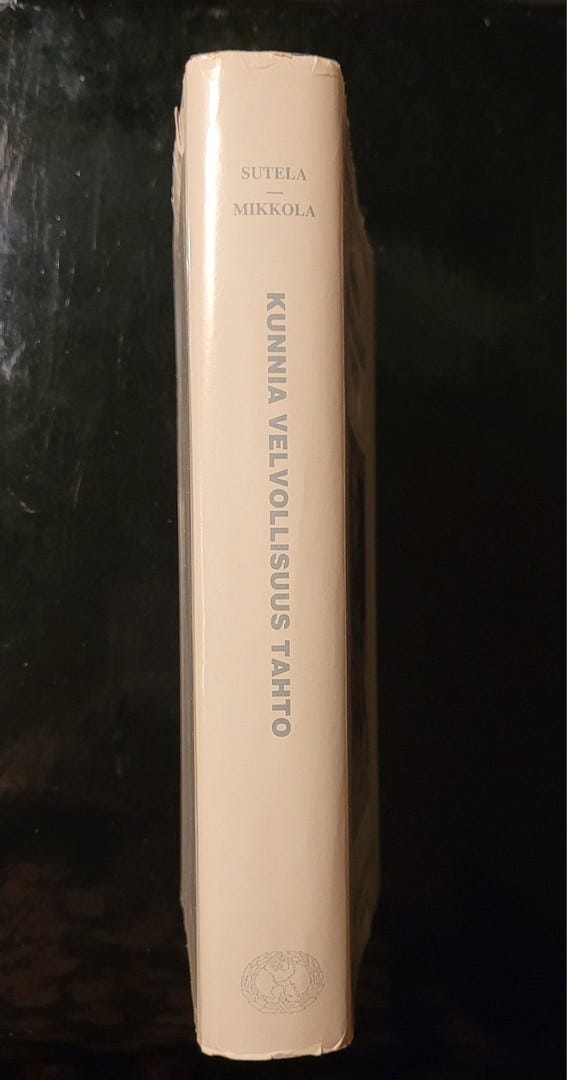 SUTELA
—
MIKKOLA
KUNNIA VELVOLLISUUS TAHTO